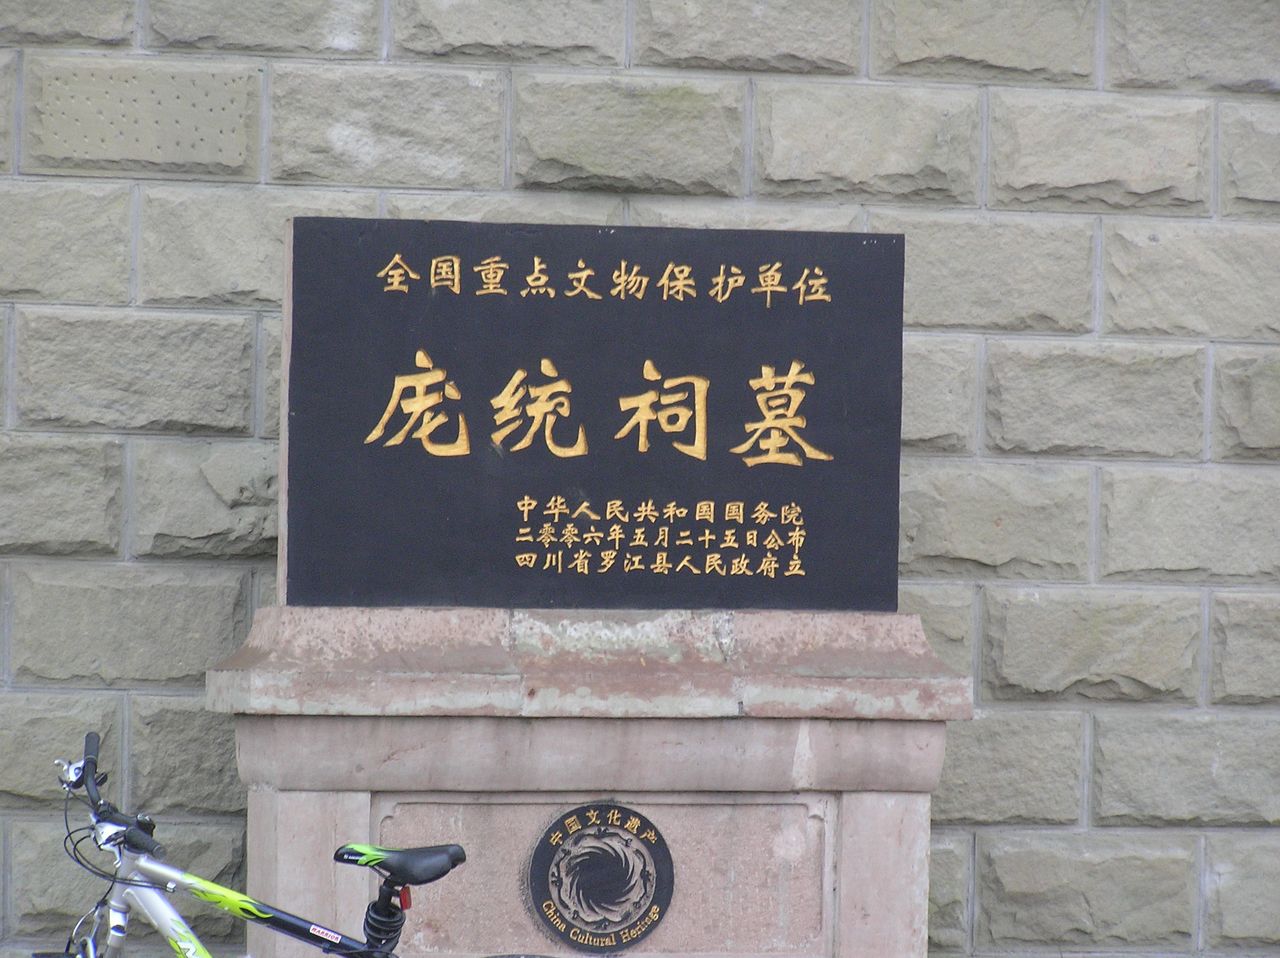 全国重点文物保护单位
庞统祠墓
中华人民共和国国务院
二零零六年五月二十五日公布
四川省罗江县人民政府立
中国文化遗产
China Cultural Heritage
WARRIOR